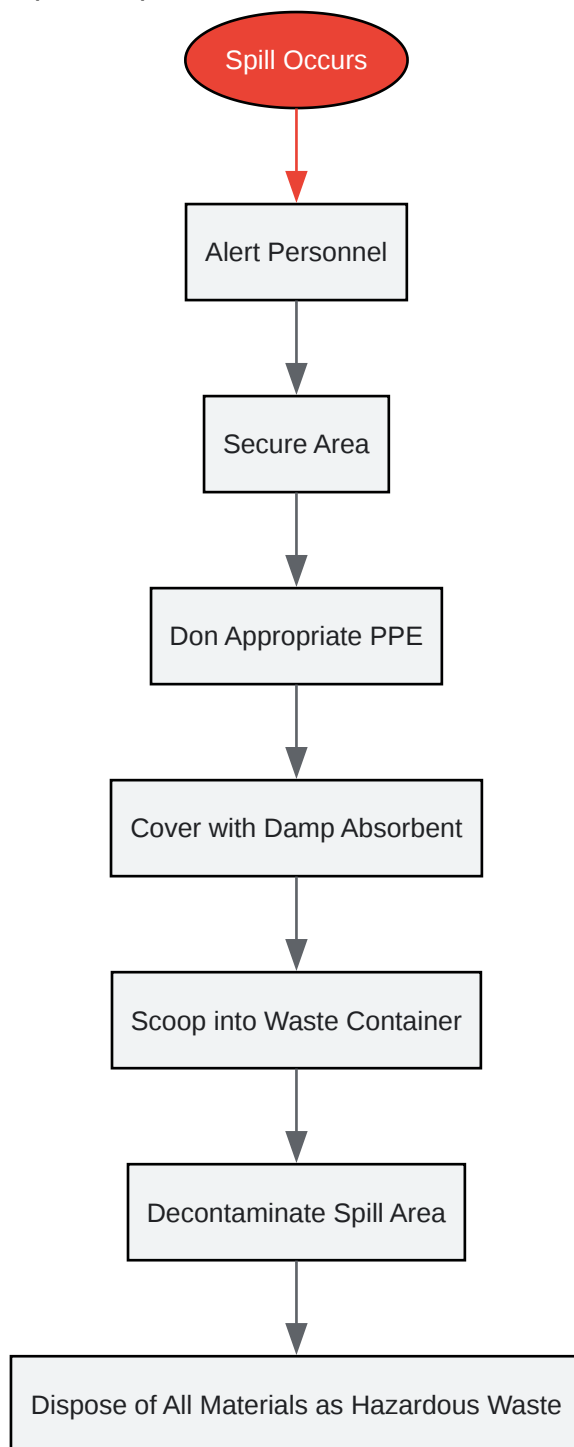 Spill Occurs
Alert Personnel
Secure Area
Don Appropriate PPE
Cover with Damp Absorbent
Scoop into Waste Container
Decontaminate Spill Area
Dispose of All Materials as Hazardous Waste